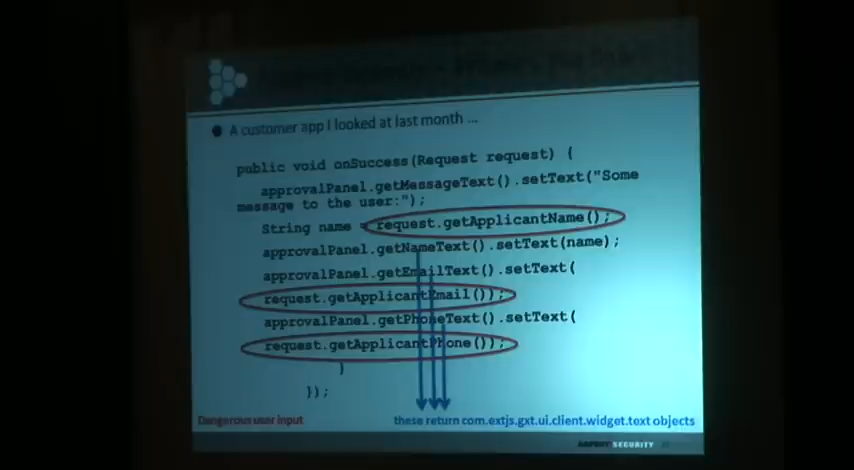 A customer app I looked at last month ...
public void onSuccess(Request request) {
approvalPanel.getMessageText().setText("Some
message to the user:");
String name = request.getApplicantName();
approvalPanel.getNameText().setText(name);
approvalPanel.getEmailText().setText(
request.getApplicantEmail());
approvalPanel.getPhoneText().setText(
request.getApplicantPhone());
}
});
Dangerous user input
these return com.extjs.gxt.ui.client.widget.text objects
SECURITY